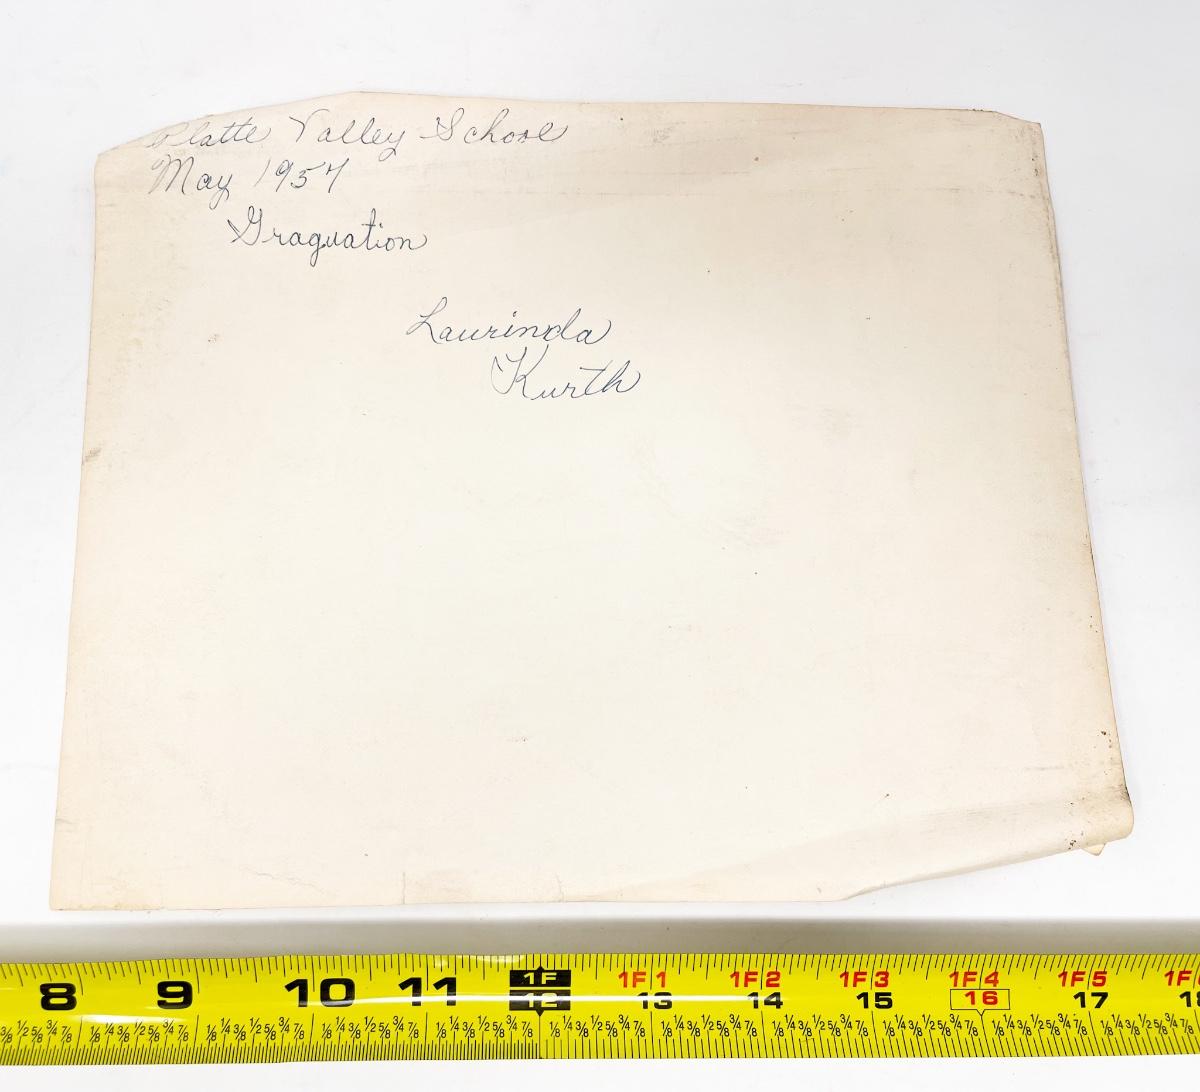 Platte Valley School
May 1957
Graguation
Laurinda
Kurth
8 9 10 11 1F 1F1 1F2 1F3 1F4 1F5
12 13 14 15 16 17